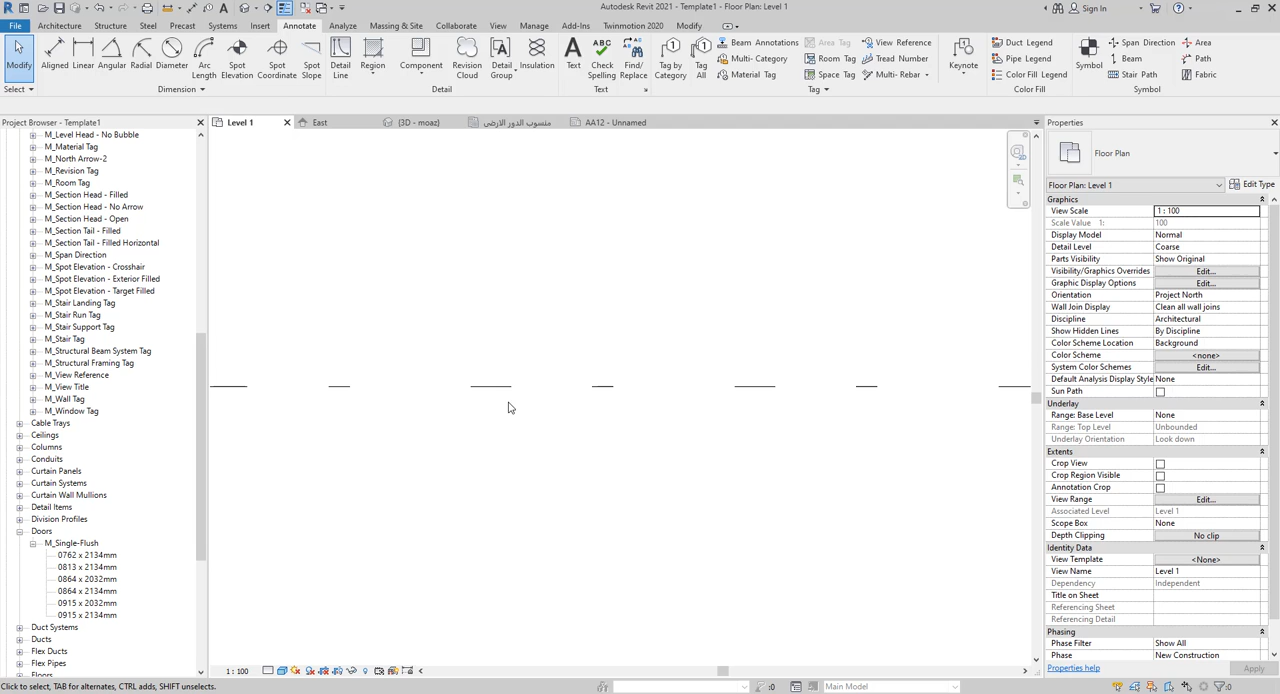 Autodesk Revit 2021 - Template1 - Floor Plan: Level 1
Sign In
File Architecture Structure Steel Precast Systems Insert Annotate Analyze Massing & Site Collaborate View Manage Add-Ins Twinmotion 2020 Modify
Modify Aligned Linear Angular Radial Diameter Arc Length Spot Elevation Spot Coordinate Spot Slope Detail Line Region Component Revision Cloud Detail Group Insulation Text Check Spelling Find/Replace Tag by Category Tag All
Beam Annotations
Multi- Category
Material Tag
Area Tag
Room Tag
Space Tag
View Reference
Tread Number
Multi- Rebar
Keynote
Duct Legend
Pipe Legend
Color Fill Legend
Symbol
Span Direction
Beam
Stair Path
Area
Path
Fabric
Select Dimension Detail Text Tag Color Fill Symbol
Project Browser - Template1
Level 1 East (3D - moaz) منسوب الدور الارضى AA12 - Unnamed
Properties
M_Level Head - No Bubble
M_Material Tag
M_North Arrow-2
M_Revision Tag
M_Room Tag
M_Section Head - Filled
M_Section Head - No Arrow
M_Section Head - Open
M_Section Tail - Filled
M_Section Tail - Filled Horizontal
M_Span Direction
M_Spot Elevation - Crosshair
M_Spot Elevation - Exterior Filled
M_Spot Elevation - Target Filled
M_Stair Landing Tag
M_Stair Run Tag
M_Stair Support Tag
M_Stair Tag
M_Structural Beam System Tag
M_Structural Framing Tag
M_View Reference
M_View Title
M_Wall Tag
M_Window Tag
Cable Trays
Ceilings
Columns
Conduits
Curtain Panels
Curtain Systems
Curtain Wall Mullions
Detail Items
Division Profiles
Doors
M_Single-Flush
0762 x 2134mm
0813 x 2134mm
0864 x 2032mm
0864 x 2134mm
0915 x 2032mm
0915 x 2134mm
Duct Systems
Ducts
Flex Ducts
Flex Pipes
Floors
Floor Plan
Floor Plan: Level 1 Edit Type
Graphics
View Scale 1 : 100
Scale Value 1: 100
Display Model Normal
Detail Level Coarse
Parts Visibility Show Original
Visibility/Graphics Overrides Edit...
Graphic Display Options Edit...
Orientation Project North
Wall Join Display Clean all wall joins
Discipline Architectural
Show Hidden Lines By Discipline
Color Scheme Location Background
Color Scheme <none>
System Color Schemes Edit...
Default Analysis Display Style None
Sun Path
Underlay
Range: Base Level None
Range: Top Level Unbounded
Underlay Orientation Look down
Extents
Crop View
Crop Region Visible
Annotation Crop
View Range Edit...
Associated Level Level 1
Scope Box None
Depth Clipping No clip
Identity Data
View Template <None>
View Name Level 1
Dependency Independent
Title on Sheet
Referencing Sheet
Referencing Detail
Phasing
Phase Filter Show All
Phase New Construction
Properties help Apply
1 : 100
Click to select, TAB for alternates, CTRL adds, SHIFT unselects.
:0 Main Model :0